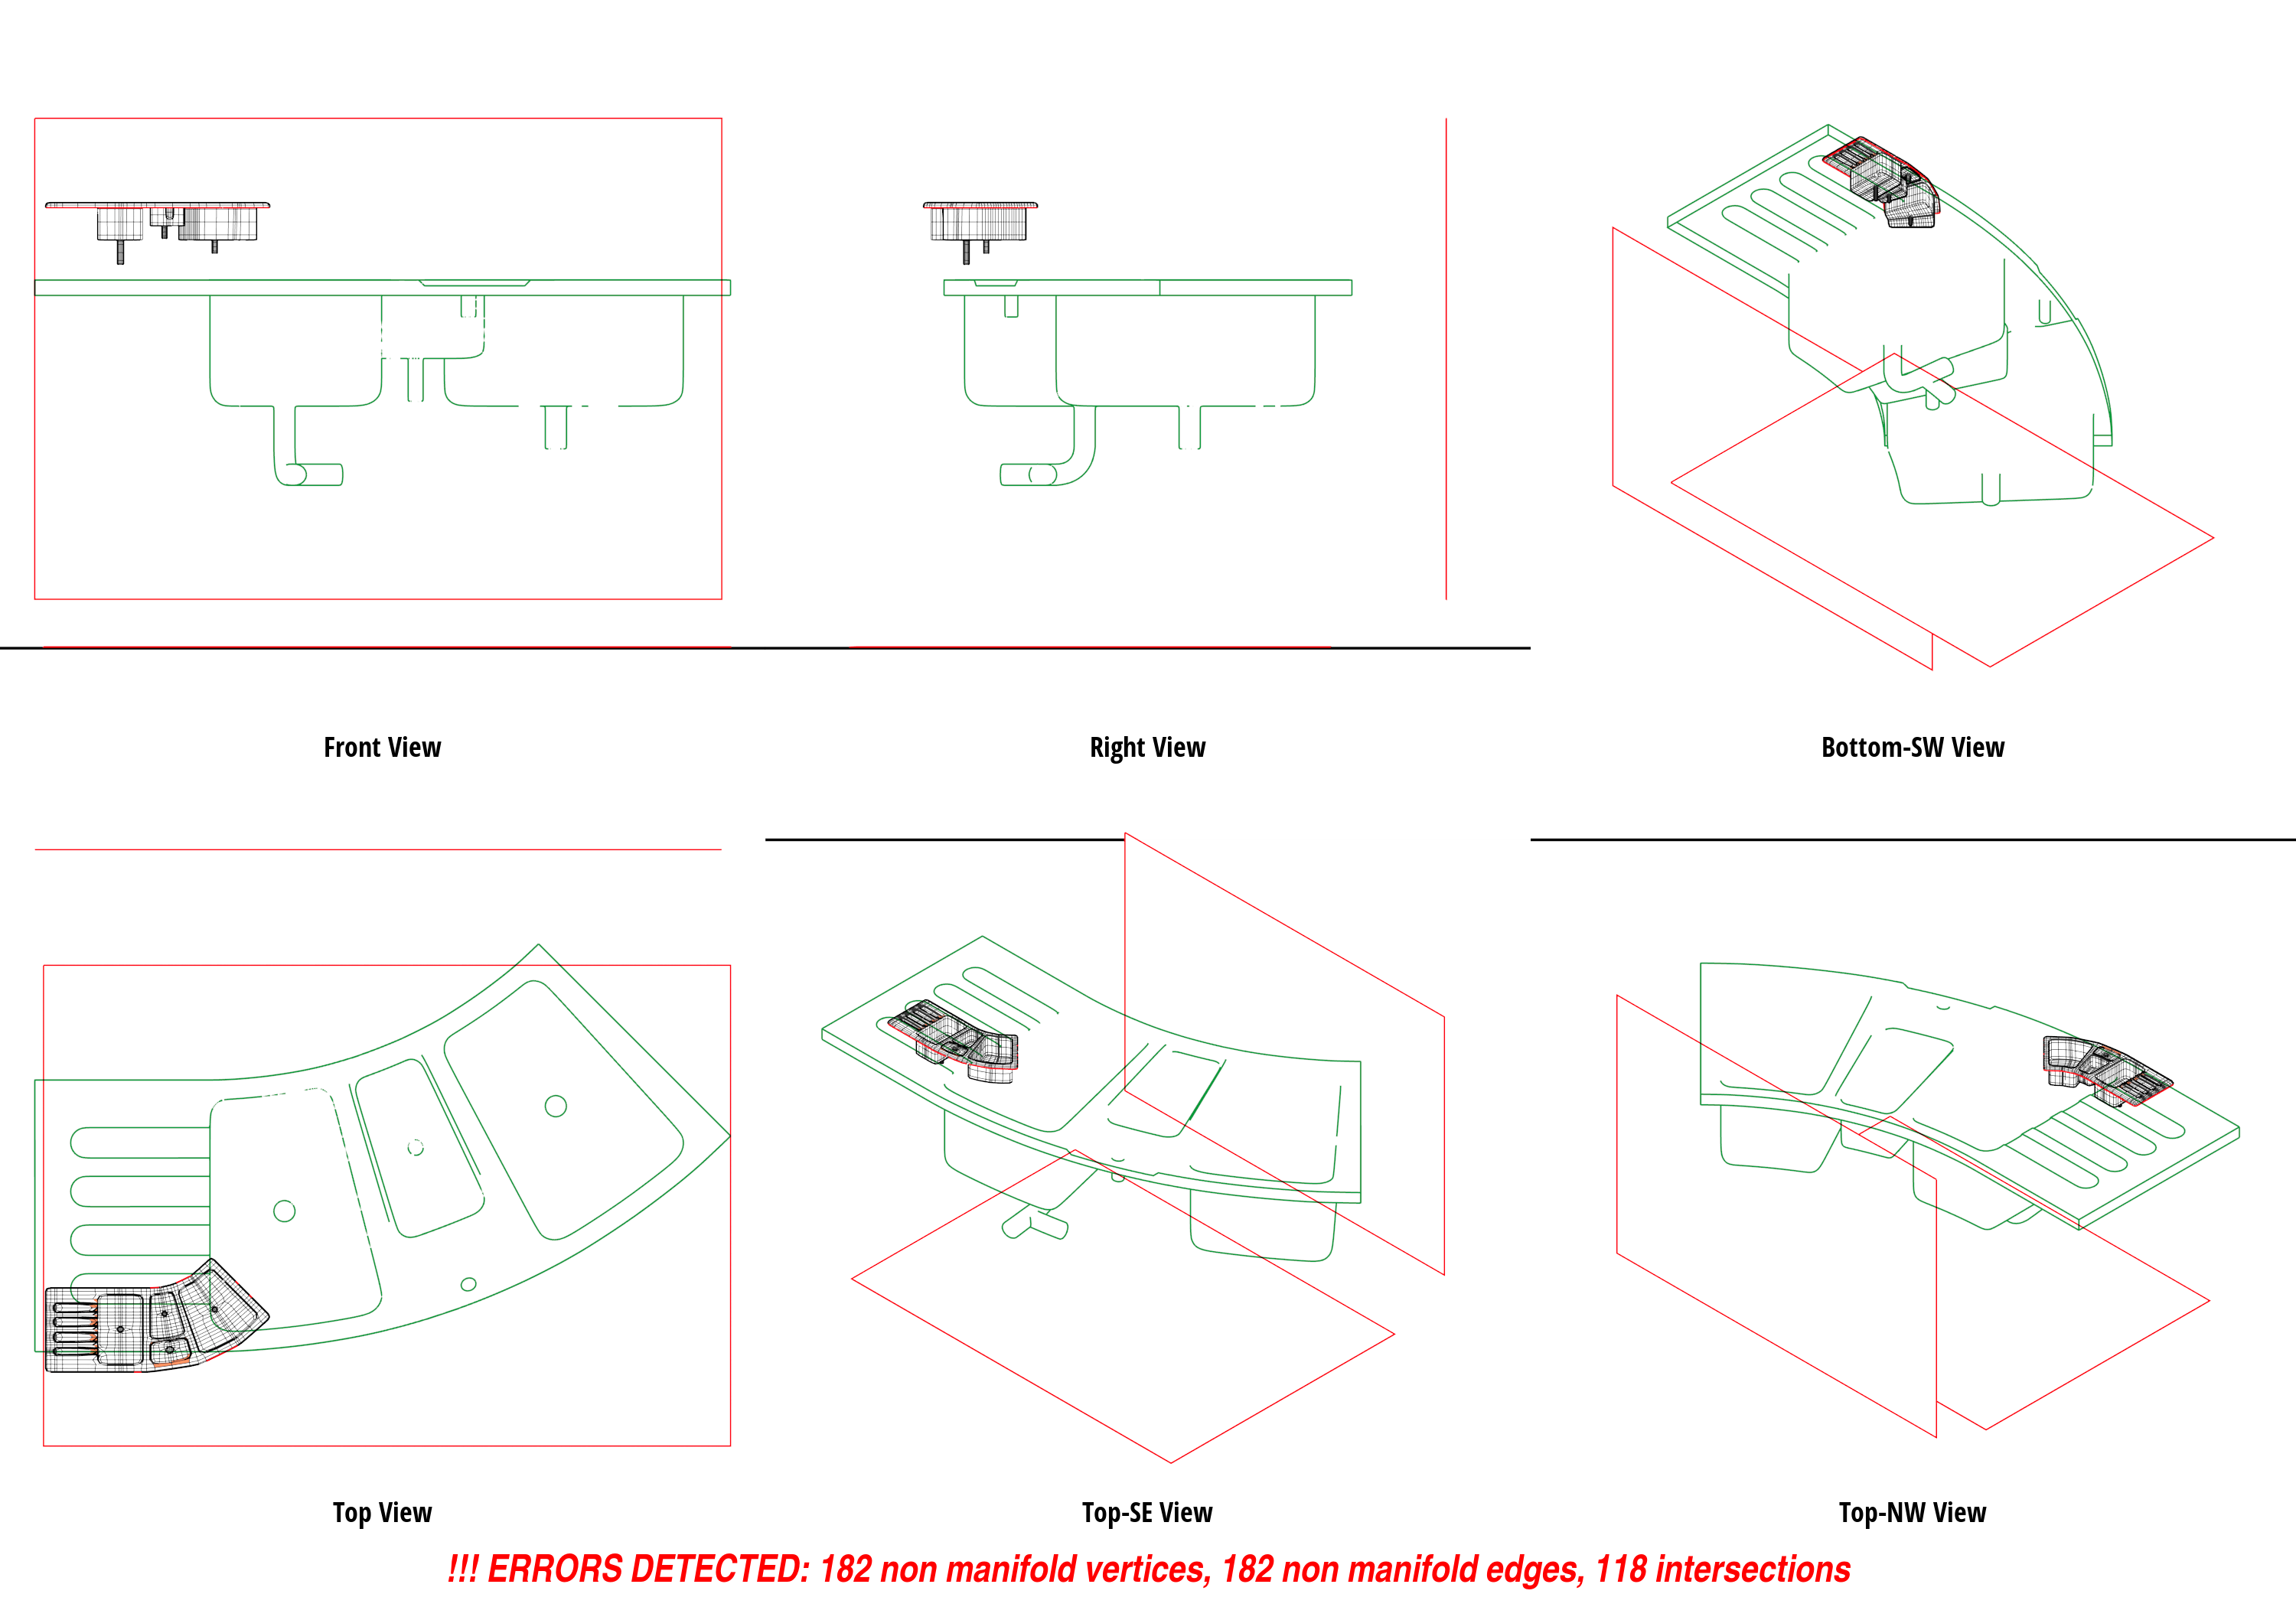 Front View
Right View
Bottom-SW View
Top View
Top-SE View
Top-NW View
!!! ERRORS DETECTED: 182 non manifold vertices, 182 non manifold edges, 118 intersections